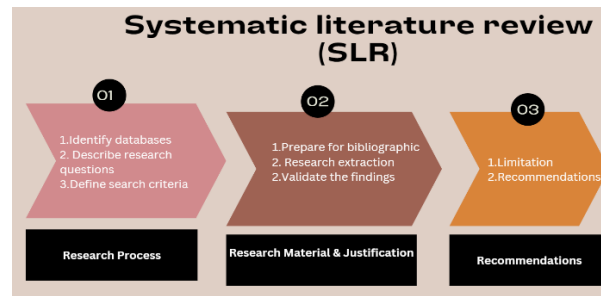 Systematic literature review
(SLR)
01
1.Identify databases
2. Describe research
questions
3.Define search criteria
Research Process
02
1.Prepare for bibliographic
2. Research extraction
2.Validate the findings
Research Material & Justification
03
1.Limitation
2.Recommendations
Recommendations